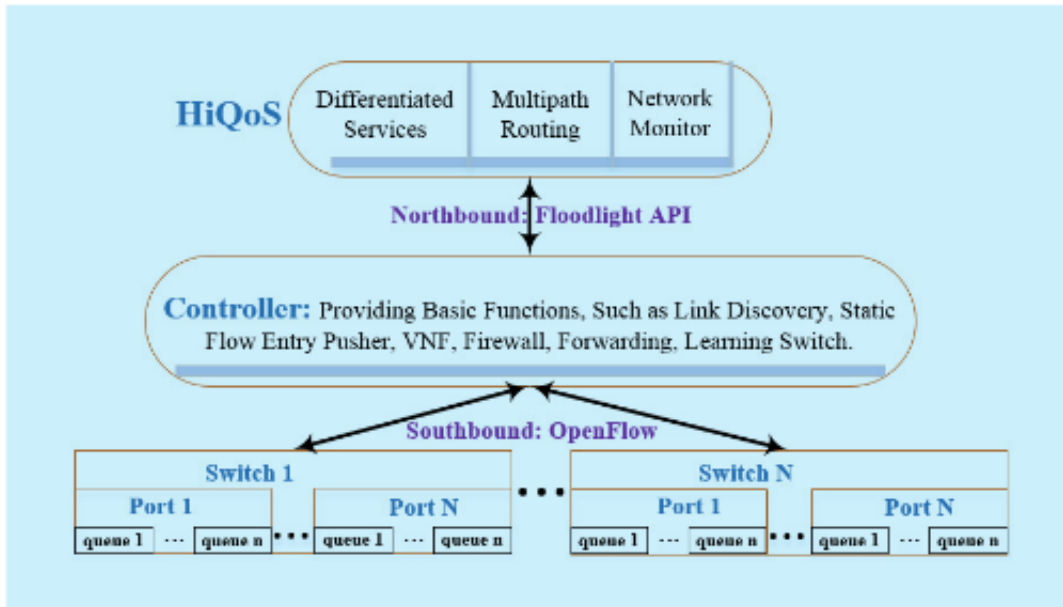 HiQoS
Differentiated
Services
Multipath
Routing
Network
Monitor
Northbound: Floodlight API
Controller: Providing Basic Functions, Such as Link Discovery, Static
Flow Entry Pusher, VNF, Firewall, Forwarding, Learning Switch.
Southbound: OpenFlow
Switch 1
Port 1
Port N
queue 1 ... queue n ... queue 1 ... queue n
...
Switch N
Port 1
Port N
queue 1 ... queue n ... queue 1 ... queue n